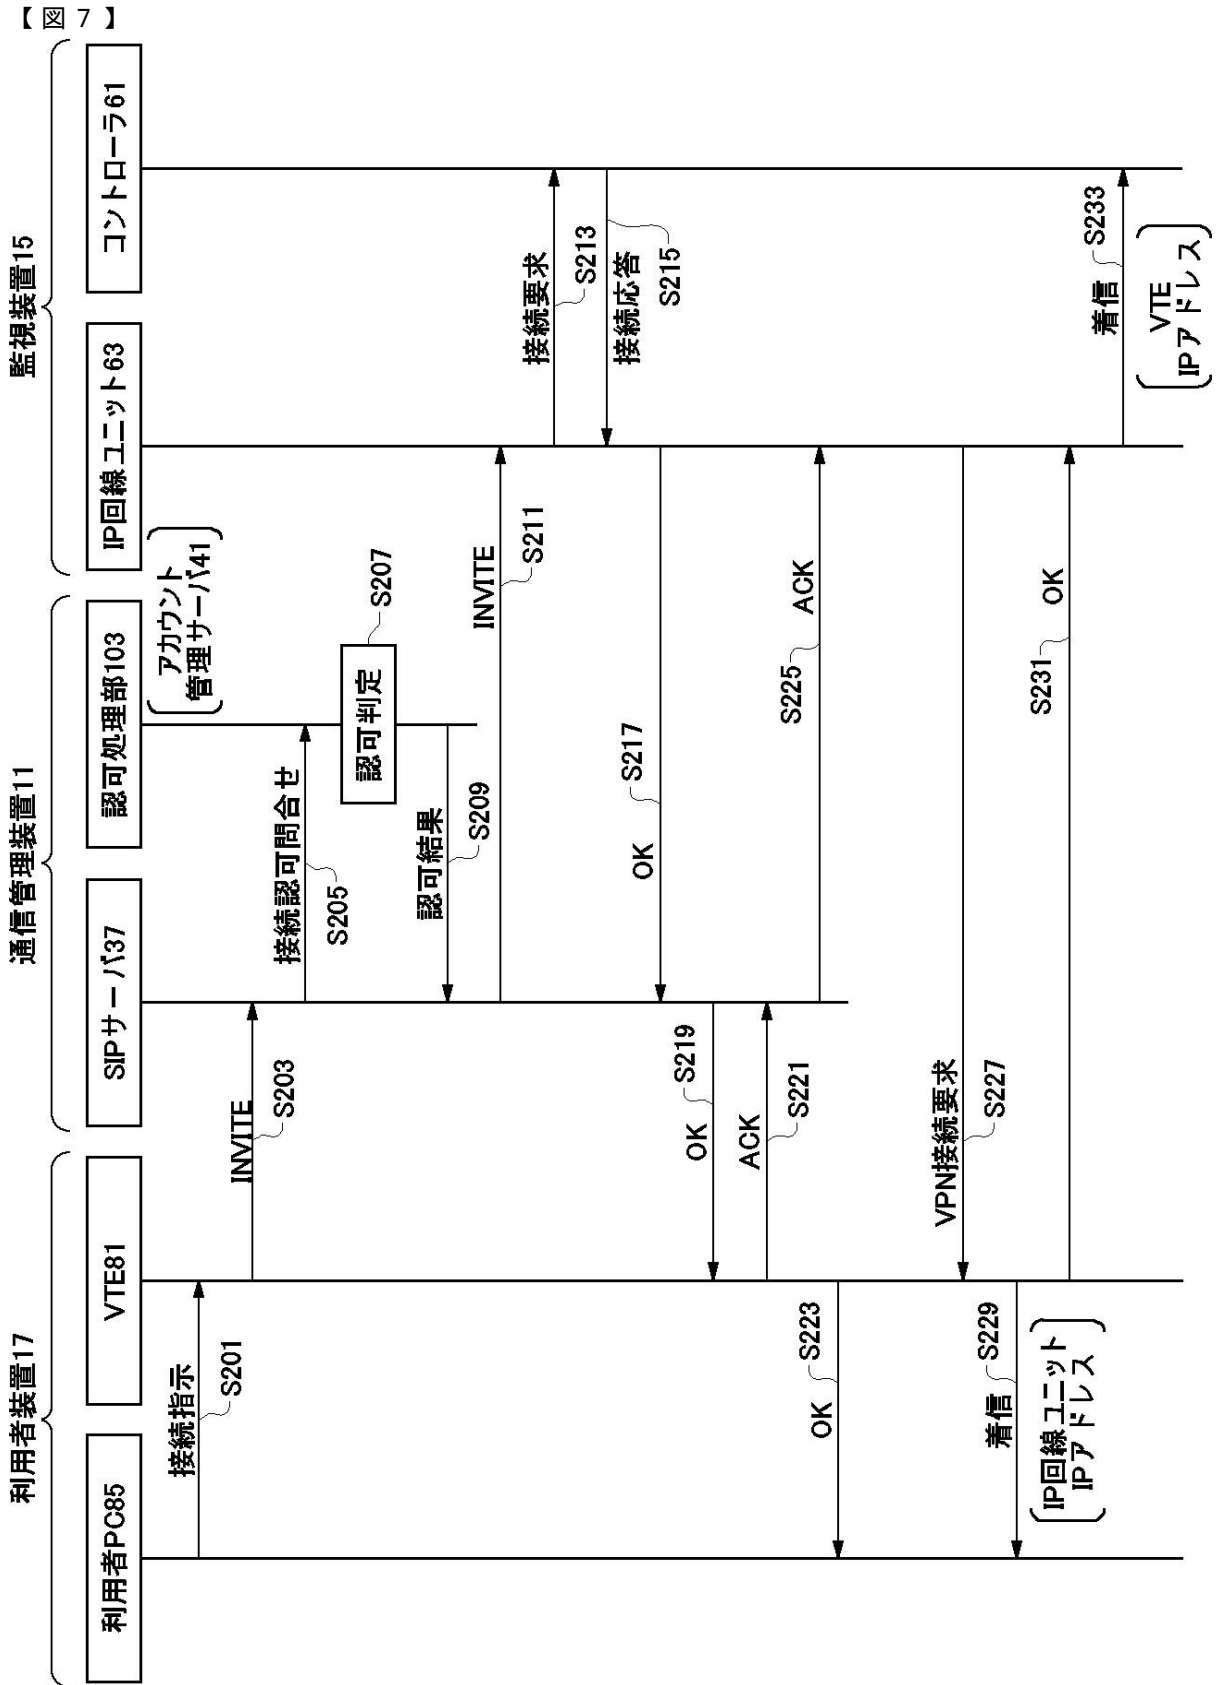 【図７】
利用者装置17
通信管理装置11
監視装置15
利用者PC85
VTE81
SIPサーバ37
認可処理部103
IP回線ユニット63
コントローラ61
アカウント
管理サーバ41
接続指示
S201
INVITE
S203
接続認可問合せ
S205
認可判定
S207
認可結果
S209
INVITE
S211
接続要求
S213
接続応答
S215
OK
S217
OK
S219
ACK
S221
OK
S223
ACK
S225
VPN接続要求
S227
着信
S229
IP回線ユニット
IPアドレス
OK
S231
着信
S233
VTE
IPアドレス